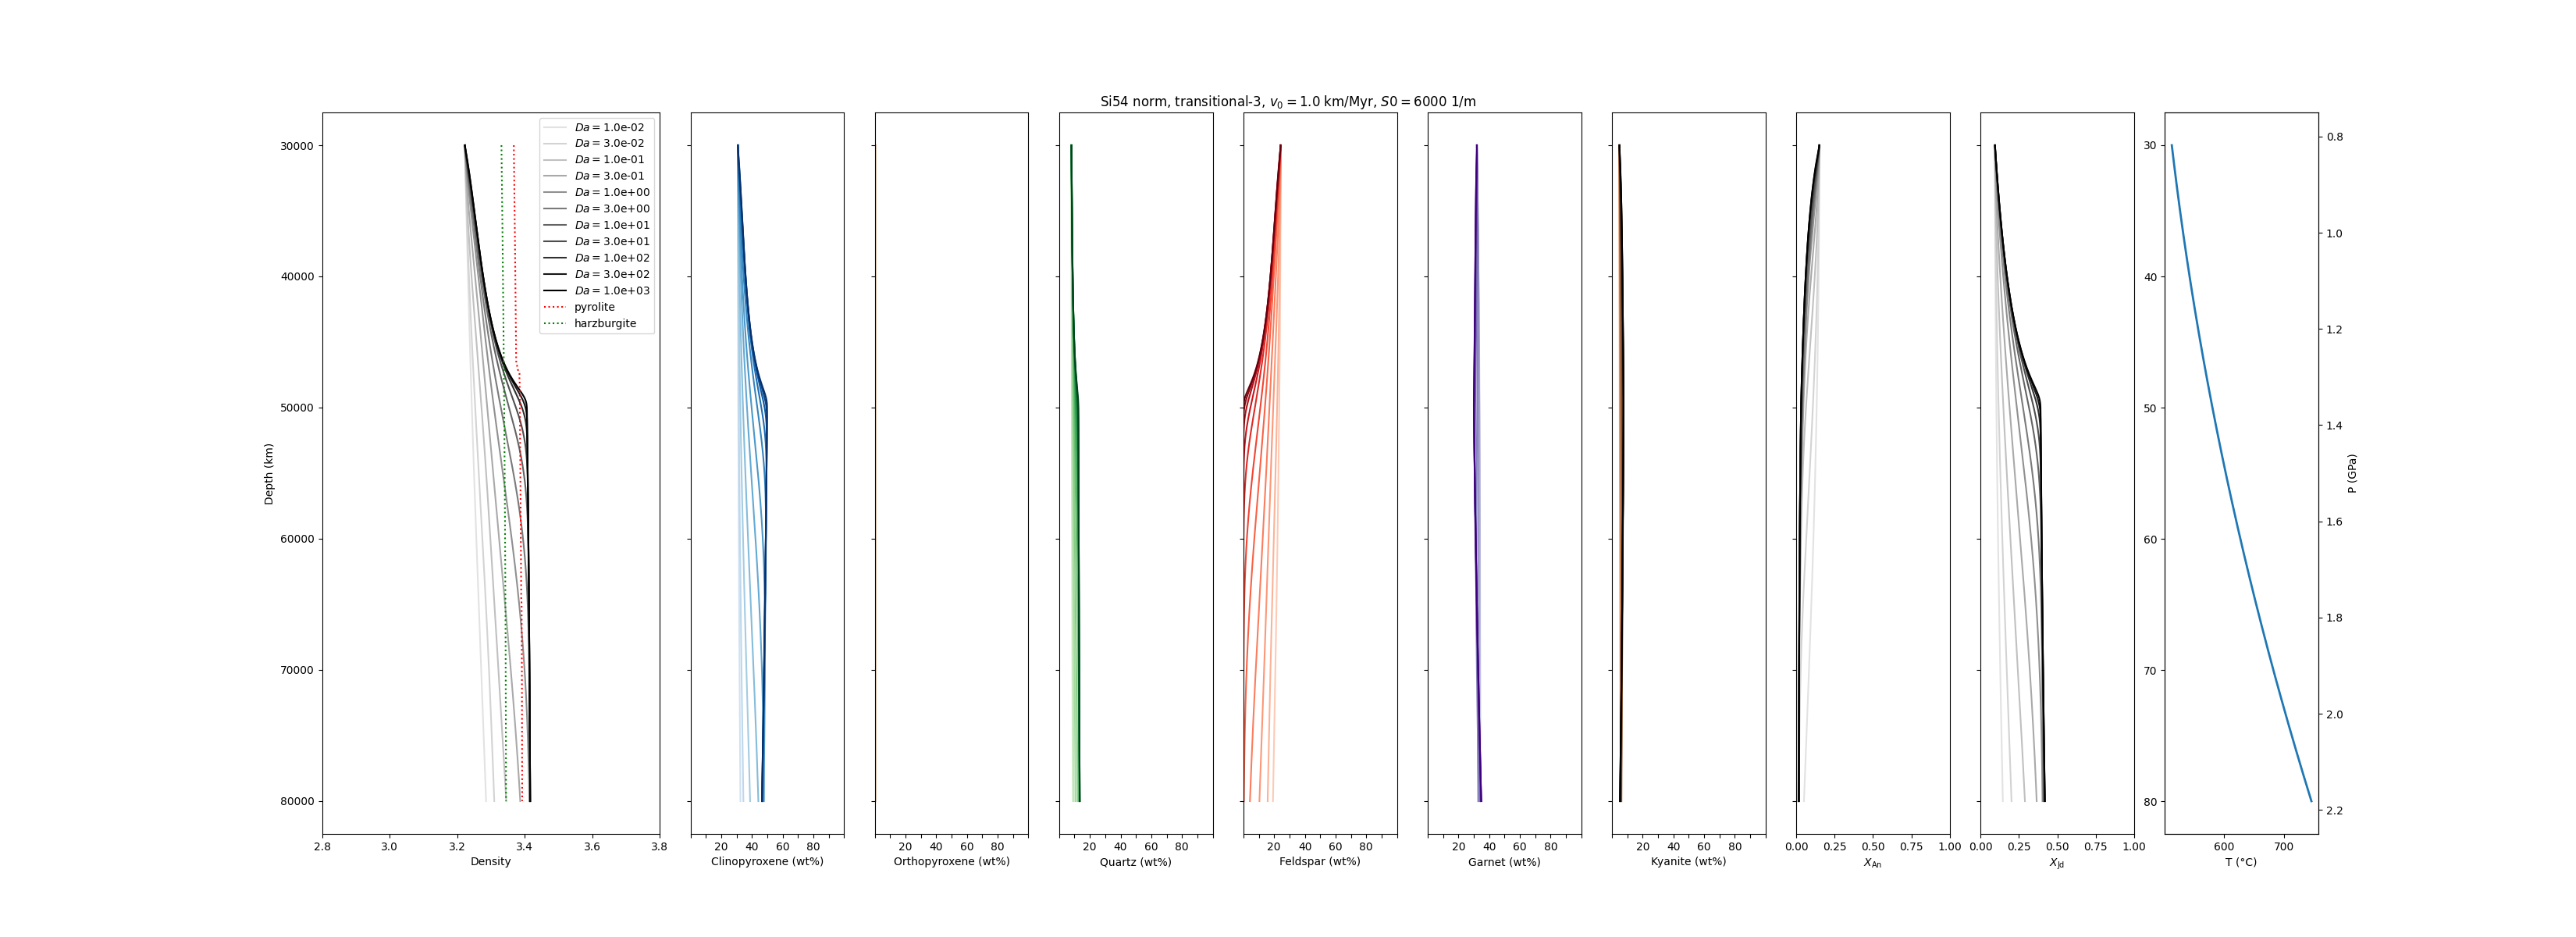 Si54 norm, transitional-3, v₀ = 1.0 km/Myr, S0 = 6000 1/m
Da = 1.0e-02
Da = 3.0e-02
Da = 1.0e-01
Da = 3.0e-01
Da = 1.0e+00
Da = 3.0e+00
Da = 1.0e+01
Da = 3.0e+01
Da = 1.0e+02
Da = 3.0e+02
Da = 1.0e+03
pyrolite
harzburgite
30000
40000
50000
60000
70000
80000
Depth (km)
2.8 3.0 3.2 3.4 3.6 3.8
Density
20 40 60 80
Clinopyroxene (wt%)
20 40 60 80
Orthopyroxene (wt%)
20 40 60 80
Quartz (wt%)
20 40 60 80
Feldspar (wt%)
20 40 60 80
Garnet (wt%)
20 40 60 80
Kyanite (wt%)
0.00 0.25 0.50 0.75 1.00
X_An
0.00 0.25 0.50 0.75 1.00
X_Jd
30
40
50
60
70
80
600 700
T (°C)
0.8
1.0
1.2
1.4
1.6
1.8
2.0
2.2
P (GPa)